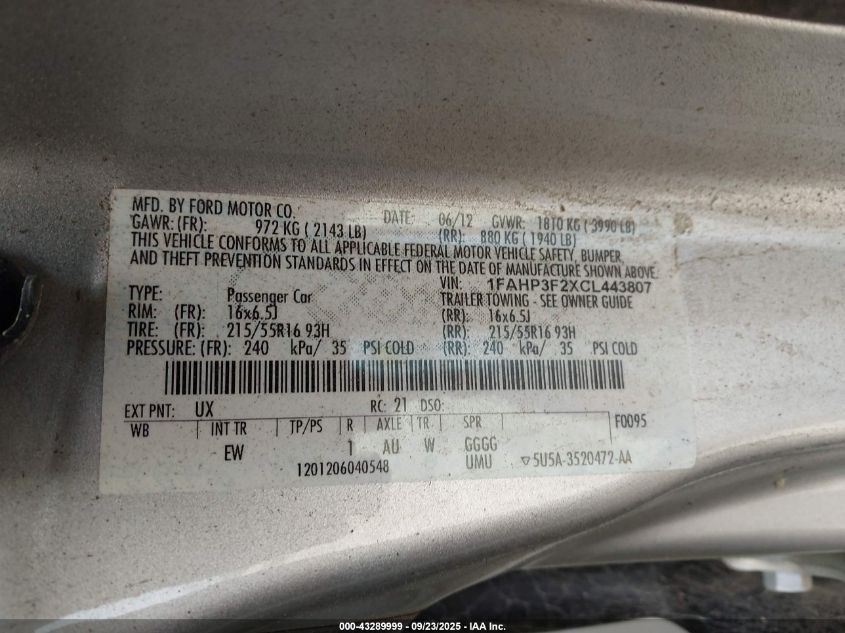 MFD. BY FORD MOTOR CO. DATE: 06/12 GVWR: 1810 KG ( 3990 LB)
GAWR: (FR): 972 KG ( 2143 LB) (RR): 880 KG ( 1940 LB)
THIS VEHICLE CONFORMS TO ALL APPLICABLE FEDERAL MOTOR VEHICLE SAFETY, BUMPER,
AND THEFT PREVENTION STANDARDS IN EFFECT ON THE DATE OF MANUFACTURE SHOWN ABOVE.
VIN: 1FAHP3F2XCL443807
TYPE: Passenger Car TRAILER TOWING - SEE OWNER GUIDE
RIM: (FR): 16x6.5J (RR): 16x6.5J
TIRE: (FR): 215/55R16 93H (RR): 215/55R16 93H
PRESSURE: (FR): 240 kPa/ 35 PSI COLD (RR): 240 kPa/ 35 PSI COLD
EXT PNT: UX RC: 21 DSO: F0095
WB INT TR TP/PS R AXLE TR SPR
EW 1 AU W GGGG
1201206040548 UMU ▽5U5A-3520472-AA
000-43289999 - 09/23/2025 - IAA Inc.